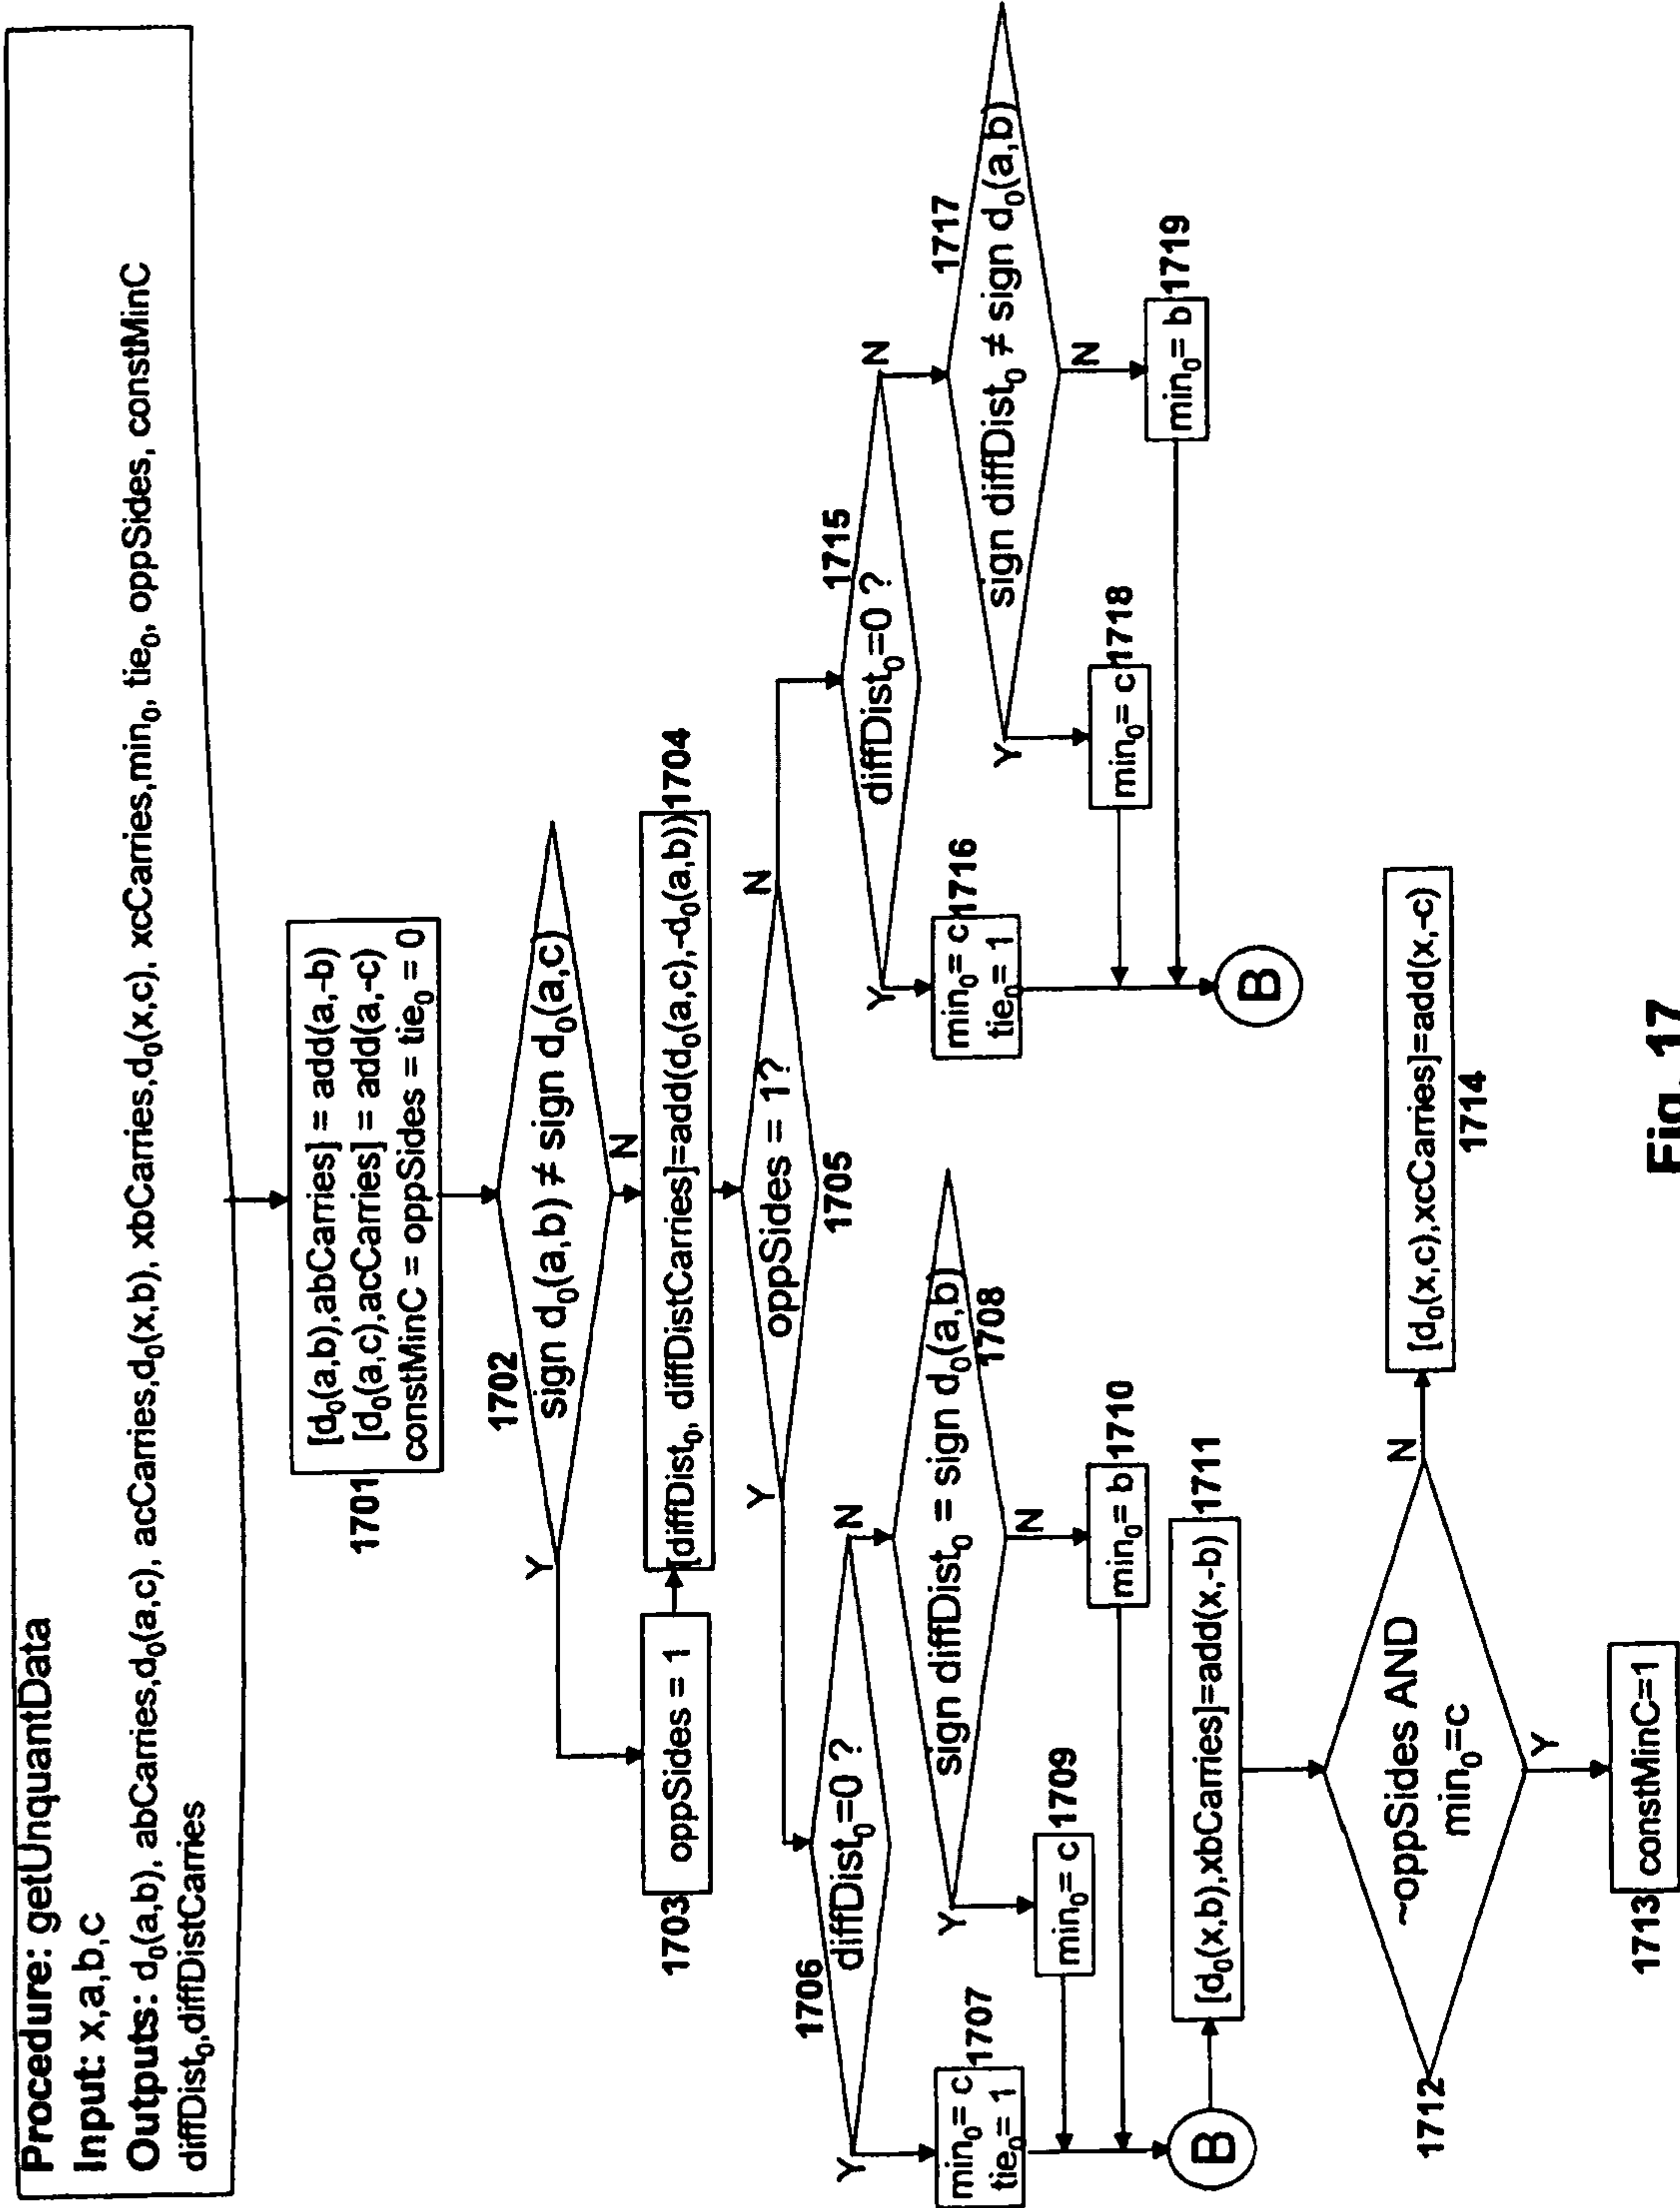 Procedure: getUnquantData
Input: x,a,b,c
Outputs: d₀(a,b), abCarries,d₀(a,c), acCarries,d₀(x,b), xbCarries,d₀(x,c), xcCarries,min₀, tie₀, oppSides, constMinC
diffDist₀,diffDistCarries
1701
[d₀(a,b),abCarries] = add(a,-b)
[d₀(a,c),acCarries] = add(a,-c)
constMinC = oppSides = tie₀ = 0
1702
sign d₀(a,b) ≠ sign d₀(a,c)
Y
N
1703
oppSides = 1
[diffDist₀, diffDistCarries]=add(d₀(a,c),-d₀(a,b))
1704
oppSides = 1?
1705
Y
N
1706
diffDist₀=0 ?
Y
N
min₀= c
tie₀= 1
1707
sign diffDist₀ = sign d₀(a,b)
1708
Y
N
min₀= c
1709
min₀= b
1710
diffDist₀=0 ?
1715
Y
N
min₀= c
tie₀= 1
1716
sign diffDist₀ ≠ sign d₀(a,b)
1717
Y
N
min₀= c
1718
min₀= b
1719
B
B
[d₀(x,b),xbCarries]=add(x,-b)
1711
1712
~oppSides AND
min₀=c
Y
N
1713
constMinC=1
[d₀(x,c),xcCarries]=add(x,-c)
1714
Fig. 17